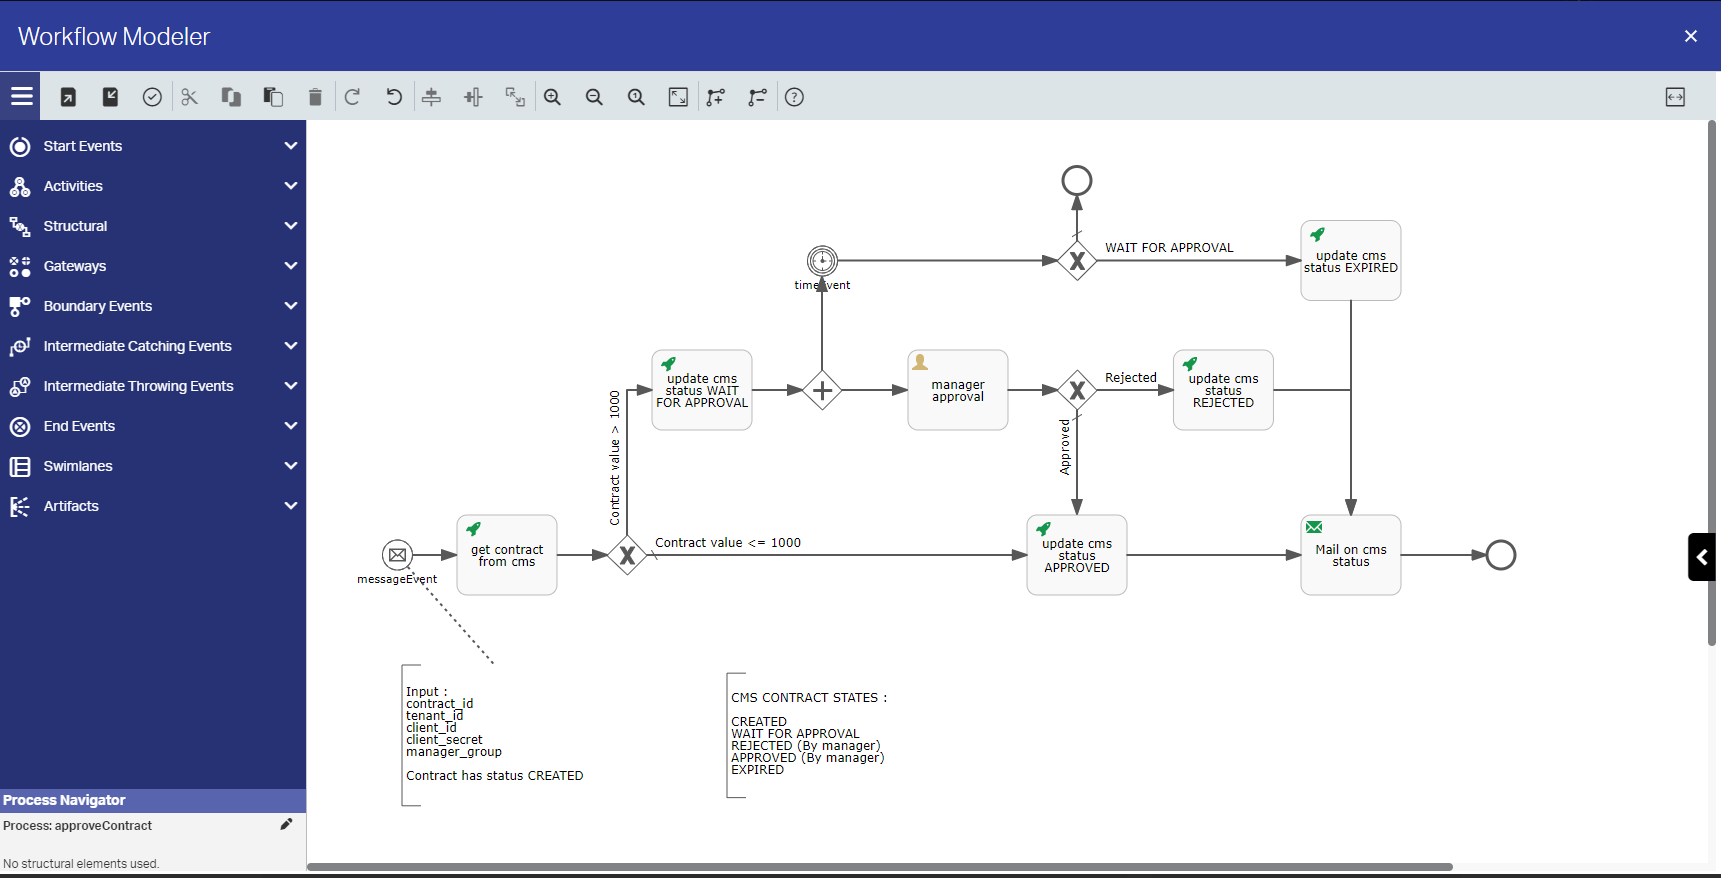 Workflow Modeler
Start Events
Activities
Structural
Gateways
Boundary Events
Intermediate Catching Events
Intermediate Throwing Events
End Events
Swimlanes
Artifacts
Process Navigator
Process: approveContract
No structural elements used.
WAIT FOR APPROVAL
update cms
status EXPIRED
timeEvent
update cms
status WAIT
FOR APPROVAL
manager
approval
Rejected
update cms
status
REJECTED
Contract value > 1000
Approved
messageEvent
get contract
from cms
Contract value <= 1000
update cms
status
APPROVED
Mail on cms
status
Input :
contract_id
tenant_id
client_id
client_secret
manager_group
Contract has status CREATED
CMS CONTRACT STATES :
CREATED
WAIT FOR APPROVAL
REJECTED (By manager)
APPROVED (By manager)
EXPIRED